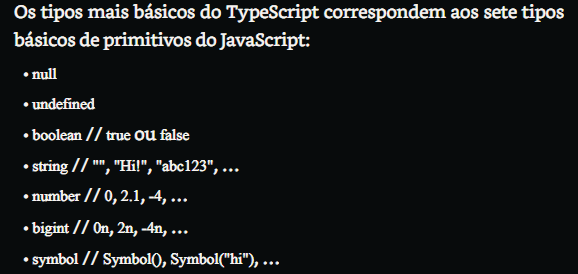 Os tipos mais básicos do TypeScript correspondem aos sete tipos
básicos de primitivos do JavaScript:
• null
• undefined
• boolean // true ou false
• string // "", "Hi!", "abc123", …
• number // 0, 2.1, -4, …
• bigint // 0n, 2n, -4n, …
• symbol // Symbol(), Symbol("hi"), …